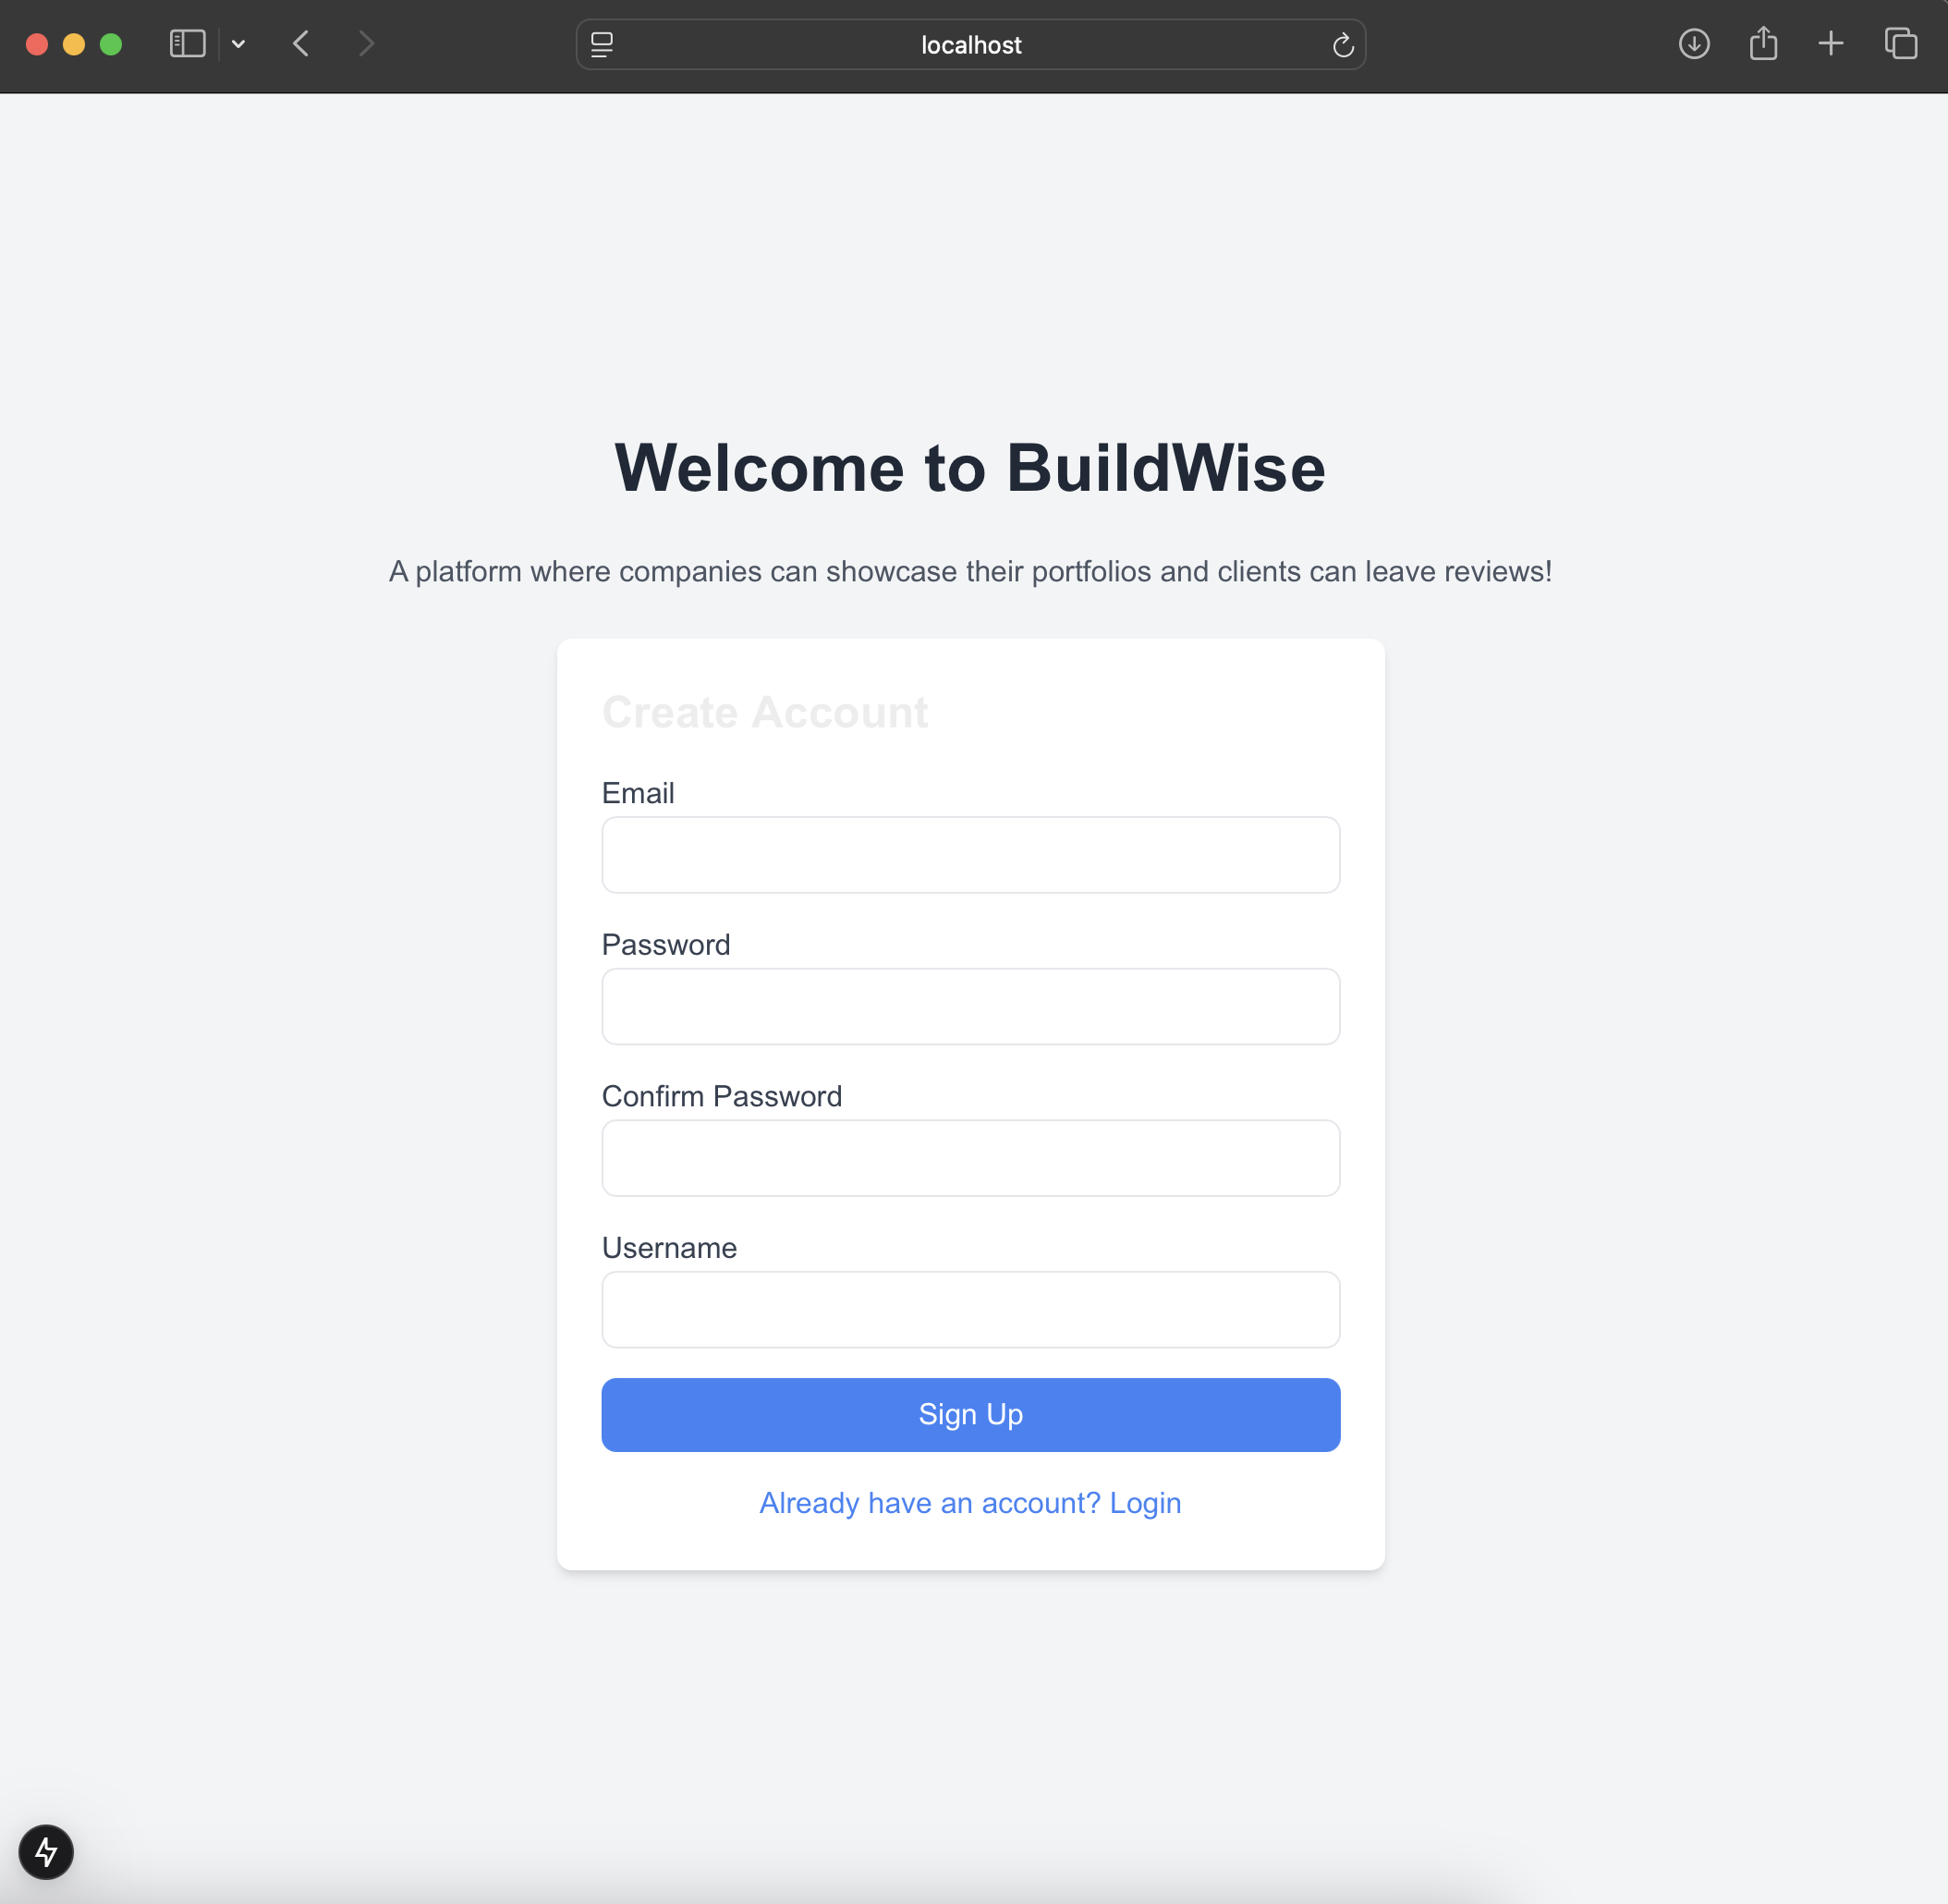 localhost
Welcome to BuildWise
A platform where companies can showcase their portfolios and clients can leave reviews!
Create Account
Email
Password
Confirm Password
Username
Sign Up
Already have an account? Login